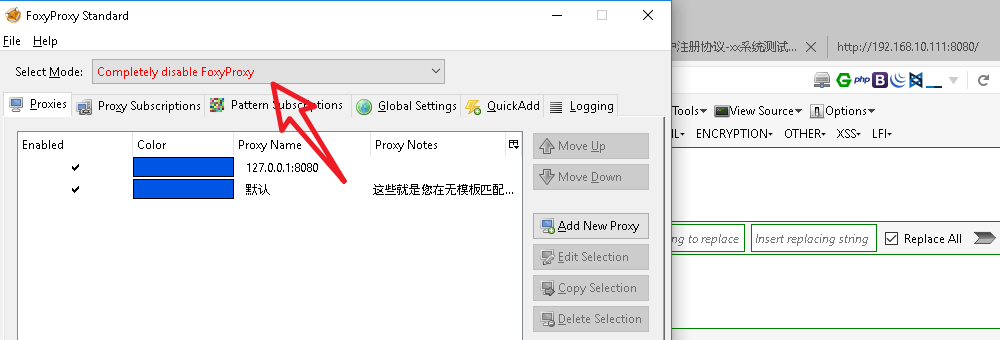 FoxyProxy Standard
File Help
Select Mode: Completely disable FoxyProxy
Proxies Proxy Subscriptions Pattern Subscriptions Global Settings QuickAdd Logging
Enabled Color Proxy Name Proxy Notes
127.0.0.1:8080
默认 这些就是您在无模板匹配...
Move Up
Move Down
Add New Proxy
Edit Selection
Copy Selection
Delete Selection
注册协议-xx系统测试... http://192.168.10.111:8080/
php B
Tools View Source Options
ENCRYPTION OTHER XSS LFI
ng to replace Insert replacing string Replace All